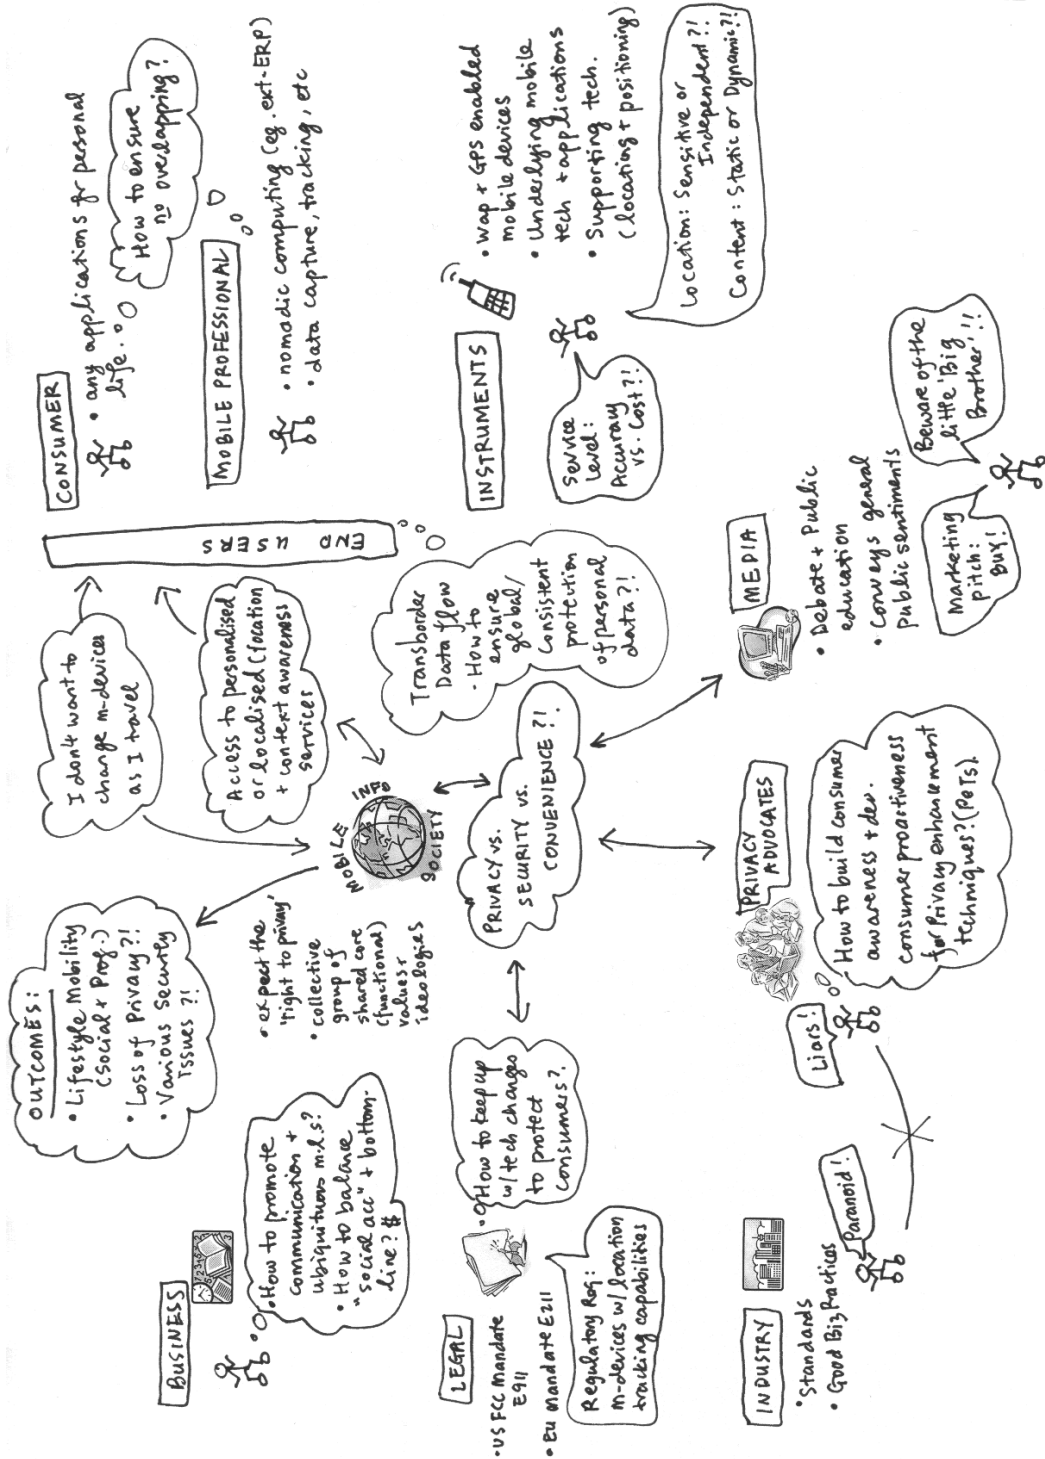 BUSINESS
• How to promote
communication +
ubiquituous m.l.s?
• How to balance
"social acc" + bottom-
line? $
OUTCOMES:
• Lifestyle Mobility
(Social + Prof.)
• Loss of Privacy?!
• Various Security
Issues?!
I don't want to
change m-devices
as I travel
Access to personalised,
or localised (location
+ context awareness
services
END USERS
CONSUMER
• any applications for personal
life.
How to ensure
no overlapping?!
MOBILE PROFESSIONAL
• nomadic computing (eg. ext-ERP)
• data capture, tracking, etc
• expect the
'right to privacy'
• collective
group of
shared core
(functional)
values +
ideologies
MOBILE INFO
SOCIETY
Transborder
Data flow
- How to
ensure
global/
Consistent
protection
of personal
data?!
LEGAL
• US FCC Mandate
E911
• EU mandate E211
• How to keep up
w/tech changes
to protect
consumers?
Regulatory Rog:
m-devices w/ location
tracking capabilities
PRIVACY vs.
SECURITY vs.
CONVENIENCE?!
INSTRUMENTS
• Wap + GPS enabled
mobile devices
• Underlying mobile
tech + applications
• Supporting tech.
(locating + positioning)
Service
Level:
Accuracy
vs. Cost?!
Location: Sensitive or
Independent?!
Content: Static or Dynamic?!
INDUSTRY
• Standards
• Good Biz Practices
Paranoid!
PRIVACY
ADVOCATES
Liars!
How to build consumer
awareness + dev.
consumer proactiveness
for Privacy enhancement
techniques? (PETs).
MEDIA
• Debate + Public
education
• Conveys general
public sentiments
Marketing
pitch:
Buy!
Beware of the
little 'Big
Brother'!!